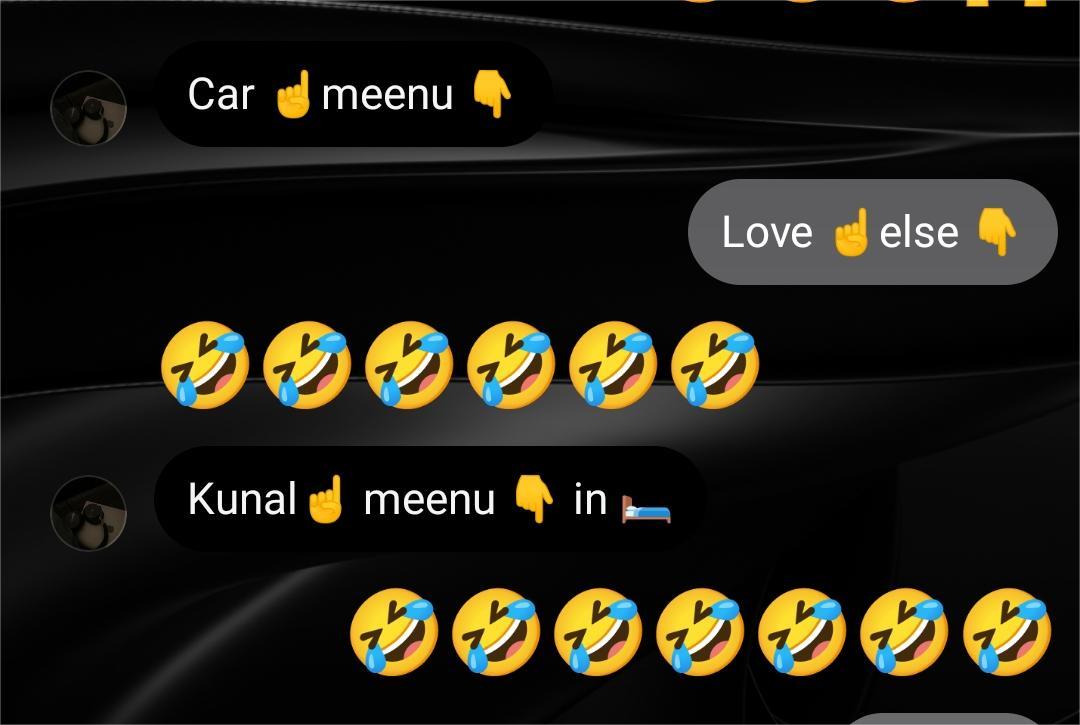 Car ☝️meenu 👇
Love ☝️else 👇
🤣🤣🤣🤣🤣🤣
Kunal☝️ meenu 👇 in 🛏️
🤣🤣🤣🤣🤣🤣🤣